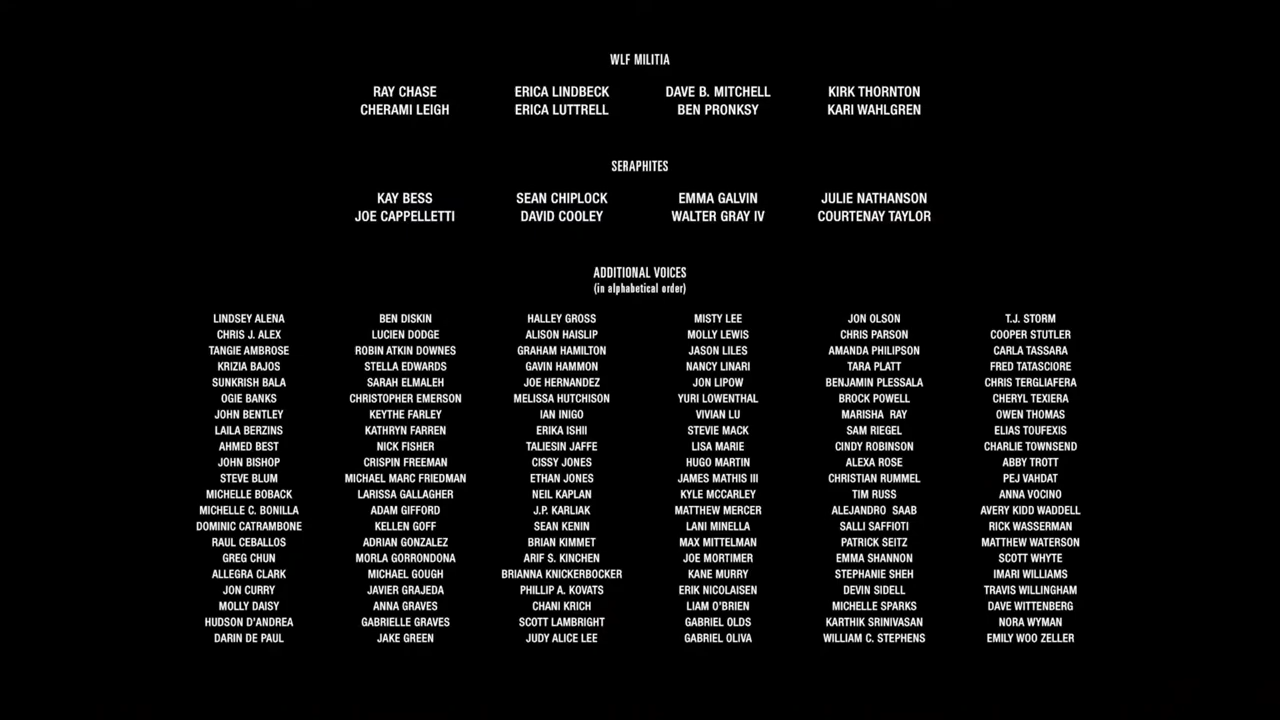 WLF MILITIA
RAY CHASE ERICA LINDBECK DAVE B. MITCHELL KIRK THORNTON
CHERAMI LEIGH ERICA LUTTRELL BEN PRONKSY KARI WAHLGREN
SERAPHITES
KAY BESS SEAN CHIPLOCK EMMA GALVIN JULIE NATHANSON
JOE CAPPELLETTI DAVID COOLEY WALTER GRAY IV COURTENAY TAYLOR
ADDITIONAL VOICES
(in alphabetical order)
LINDSEY ALENA BEN DISKIN HALLEY GROSS MISTY LEE JON OLSON T.J. STORM
CHRIS J. ALEX LUCIEN DODGE ALISON HAISLIP MOLLY LEWIS CHRIS PARSON COOPER STUTLER
TANGIE AMBROSE ROBIN ATKIN DOWNES GRAHAM HAMILTON JASON LILES AMANDA PHILIPSON CARLA TASSARA
KRIZIA BAJOS STELLA EDWARDS GAVIN HAMMON NANCY LINARI TARA PLATT FRED TATASCIORE
SUNKRISH BALA SARAH ELMALEH JOE HERNANDEZ JON LIPOW BENJAMIN PLESSALA CHRIS TERGLIAFERA
OGIE BANKS CHRISTOPHER EMERSON MELISSA HUTCHISON YURI LOWENTHAL BROCK POWELL CHERYL TEXIERA
JOHN BENTLEY KEYTHE FARLEY IAN INIGO VIVIAN LU MARISHA RAY OWEN THOMAS
LAILA BERZINS KATHRYN FARREN ERIKA ISHII STEVIE MACK SAM RIEGEL ELIAS TOUFEXIS
AHMED BEST NICK FISHER TALIESIN JAFFE LISA MARIE CINDY ROBINSON CHARLIE TOWNSEND
JOHN BISHOP CRISPIN FREEMAN CISSY JONES HUGO MARTIN ALEXA ROSE ABBY TROTT
STEVE BLUM MICHAEL MARC FRIEDMAN ETHAN JONES JAMES MATHIS III CHRISTIAN RUMMEL PEJ VAHDAT
MICHELLE BOBACK LARISSA GALLAGHER NEIL KAPLAN KYLE MCCARLEY TIM RUSS ANNA VOCINO
MICHELLE C. BONILLA ADAM GIFFORD J.P. KARLIAK MATTHEW MERCER ALEJANDRO SAAB AVERY KIDD WADDELL
DOMINIC CATRAMBONE KELLEN GOFF SEAN KENIN LANI MINELLA SALLI SAFFIOTI RICK WASSERMAN
RAUL CEBALLOS ADRIAN GONZALEZ BRIAN KIMMET MAX MITTELMAN PATRICK SEITZ MATTHEW WATERSON
GREG CHUN MORLA GORRONDONA ARIF S. KINCHEN JOE MORTIMER EMMA SHANNON SCOTT WHYTE
ALLEGRA CLARK MICHAEL GOUGH BRIANNA KNICKERBOCKER KANE MURRY STEPHANIE SHEH IMARI WILLIAMS
JON CURRY JAVIER GRAJEDA PHILLIP A. KOVATS ERIK NICOLAISEN DEVIN SIDELL TRAVIS WILLINGHAM
MOLLY DAISY ANNA GRAVES CHANI KRICH LIAM O'BRIEN MICHELLE SPARKS DAVE WITTENBERG
HUDSON D'ANDREA GABRIELLE GRAVES SCOTT LAMBRIGHT GABRIEL OLDS KARTHIK SRINIVASAN NORA WYMAN
DARIN DE PAUL JAKE GREEN JUDY ALICE LEE GABRIEL OLIVA WILLIAM C. STEPHENS EMILY WOO ZELLER